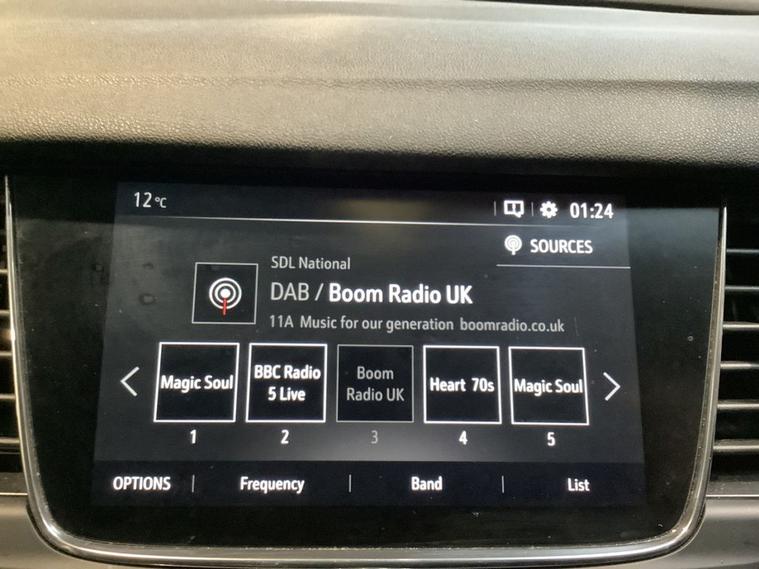 12°C
01:24
SOURCES
SDL National
DAB / Boom Radio UK
11A Music for our generation boomradio.co.uk
Magic Soul
BBC Radio
5 Live
Boom
Radio UK
Heart 70s
Magic Soul
1 2 3 4 5
OPTIONS | Frequency | Band | List